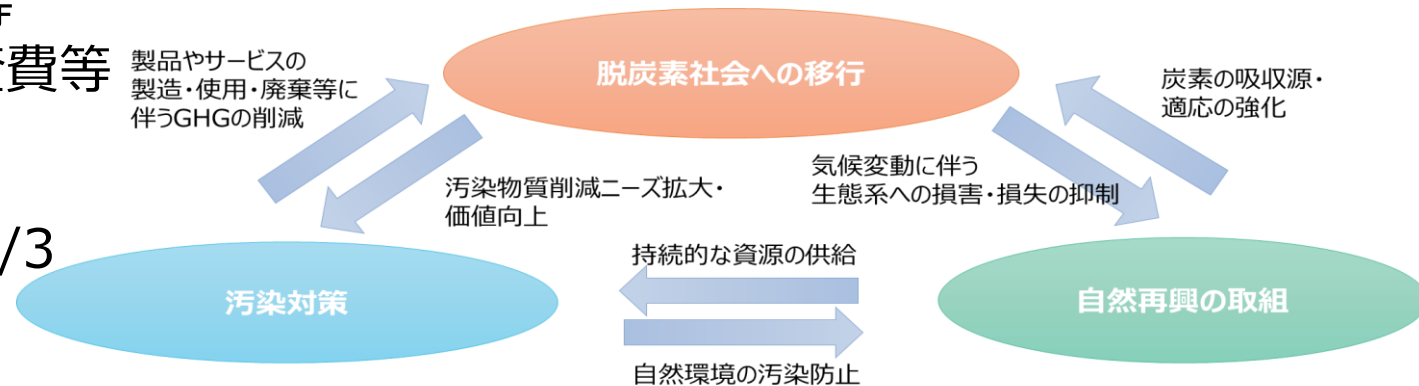 費等
製品やサービスの
製造・使用・廃棄等に
伴うGHGの削減
脱炭素社会への移行
炭素の吸収源・
適応の強化
汚染物質削減ニーズ拡大・
価値向上
気候変動に伴う
生態系への損害・損失の抑制
/3
持続的な資源の供給
汚染対策
自然再興の取組
自然環境の汚染防止